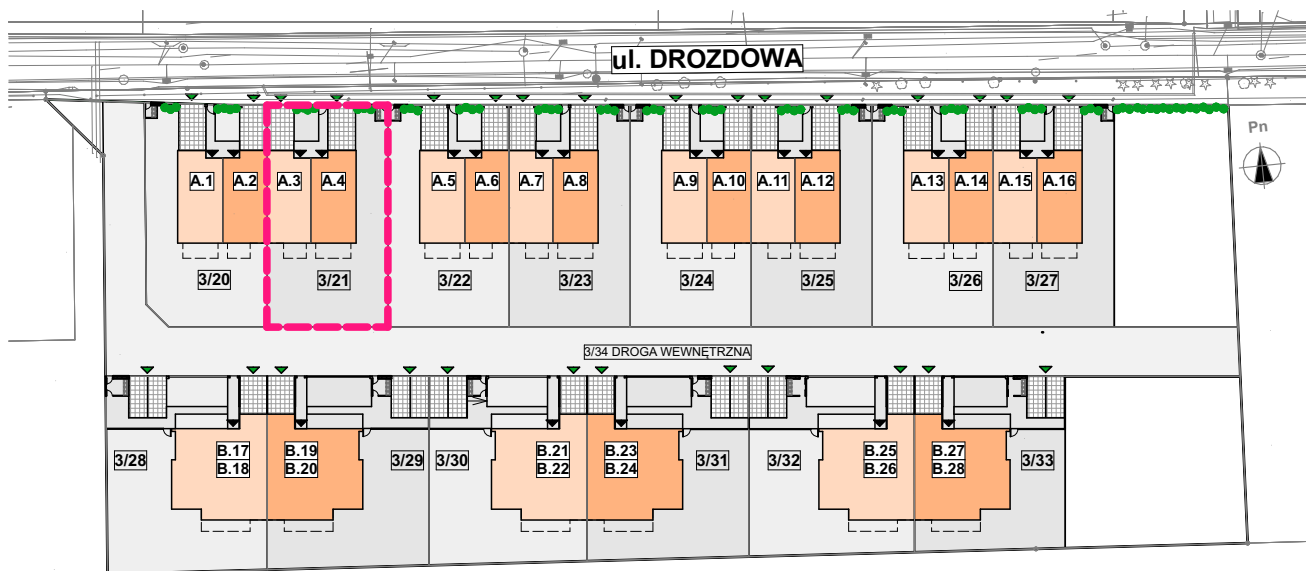 ul. DROZDOWA
Pn
A.1 A.2 A.3 A.4 A.5 A.6 A.7 A.8 A.9 A.10 A.11 A.12 A.13 A.14 A.15 A.16
3/20 3/21 3/22 3/23 3/24 3/25 3/26 3/27
3/34 DROGA WEWNĘTRZNA
B.17 B.19 B.21 B.23 B.25 B.27
3/28 3/29 3/30 3/31 3/32 3/33
B.18 B.20 B.22 B.24 B.26 B.28